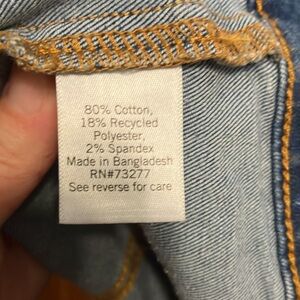 80% Cotton,
18% Recycled
Polyester,
2% Spandex
Made in Bangladesh
RN#73277
See reverse for care